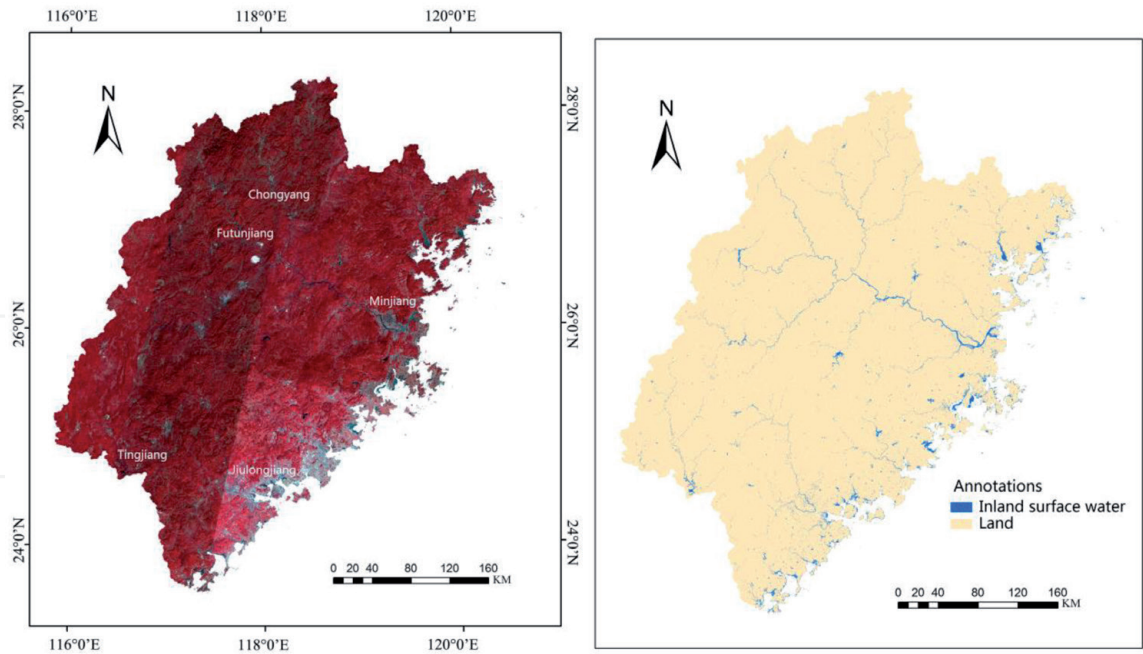 116°0'E 118°0'E 120°0'E
28°0'N
26°0'N
24°0'N
N
Chongyang
Futunjiang
Minjiang
Tingjiang
Jiulongjiang
0 20 40 80 120 160 KM
28°0'N
26°0'N
24°0'N
116°0'E 118°0'E 120°0'E
N
Annotations
Inland surface water
Land
0 20 40 80 120 160 KM